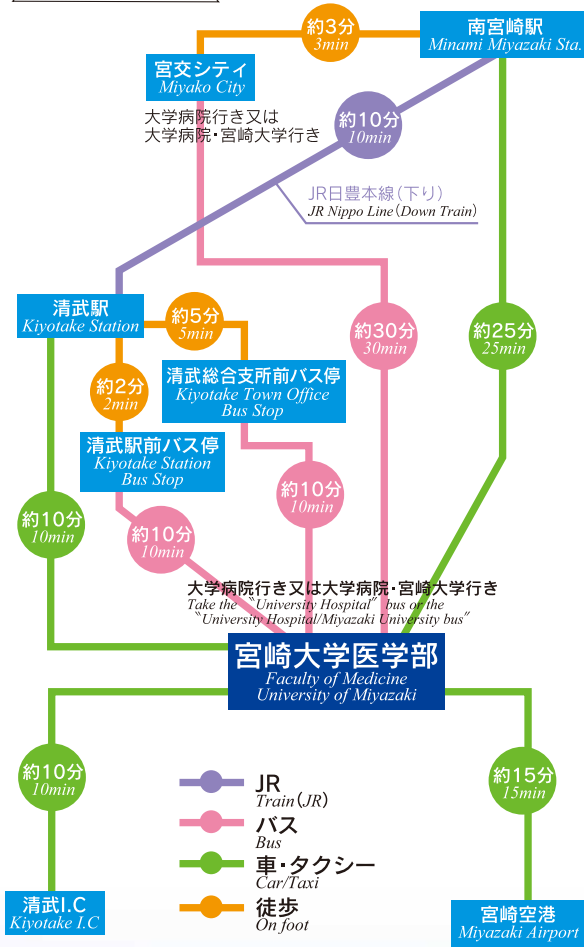 約3分
3min
南宮崎駅
Minami Miyazaki Sta.
宮交シティ
Miyako City
大学病院行き又は
大学病院・宮崎大学行き
約10分
10min
JR日豊本線(下り)
JR Nippo Line(Down Train)
清武駅
Kiyotake Station
約5分
5min
約30分
30min
約25分
25min
約2分
2min
清武総合支所前バス停
Kiyotake Town Office
Bus Stop
清武駅前バス停
Kiyotake Station
Bus Stop
約10分
10min
約10分
10min
約10分
10min
大学病院行き又は大学病院・宮崎大学行き
Take the "University Hospital" bus or the
"University Hospital/Miyazaki University bus"
宮崎大学医学部
Faculty of Medicine
University of Miyazaki
約10分
10min
約15分
15min
JR
Train(JR)
バス
Bus
車・タクシー
Car/Taxi
徒歩
On foot
清武I.C
Kiyotake I.C
宮崎空港
Miyazaki Airport